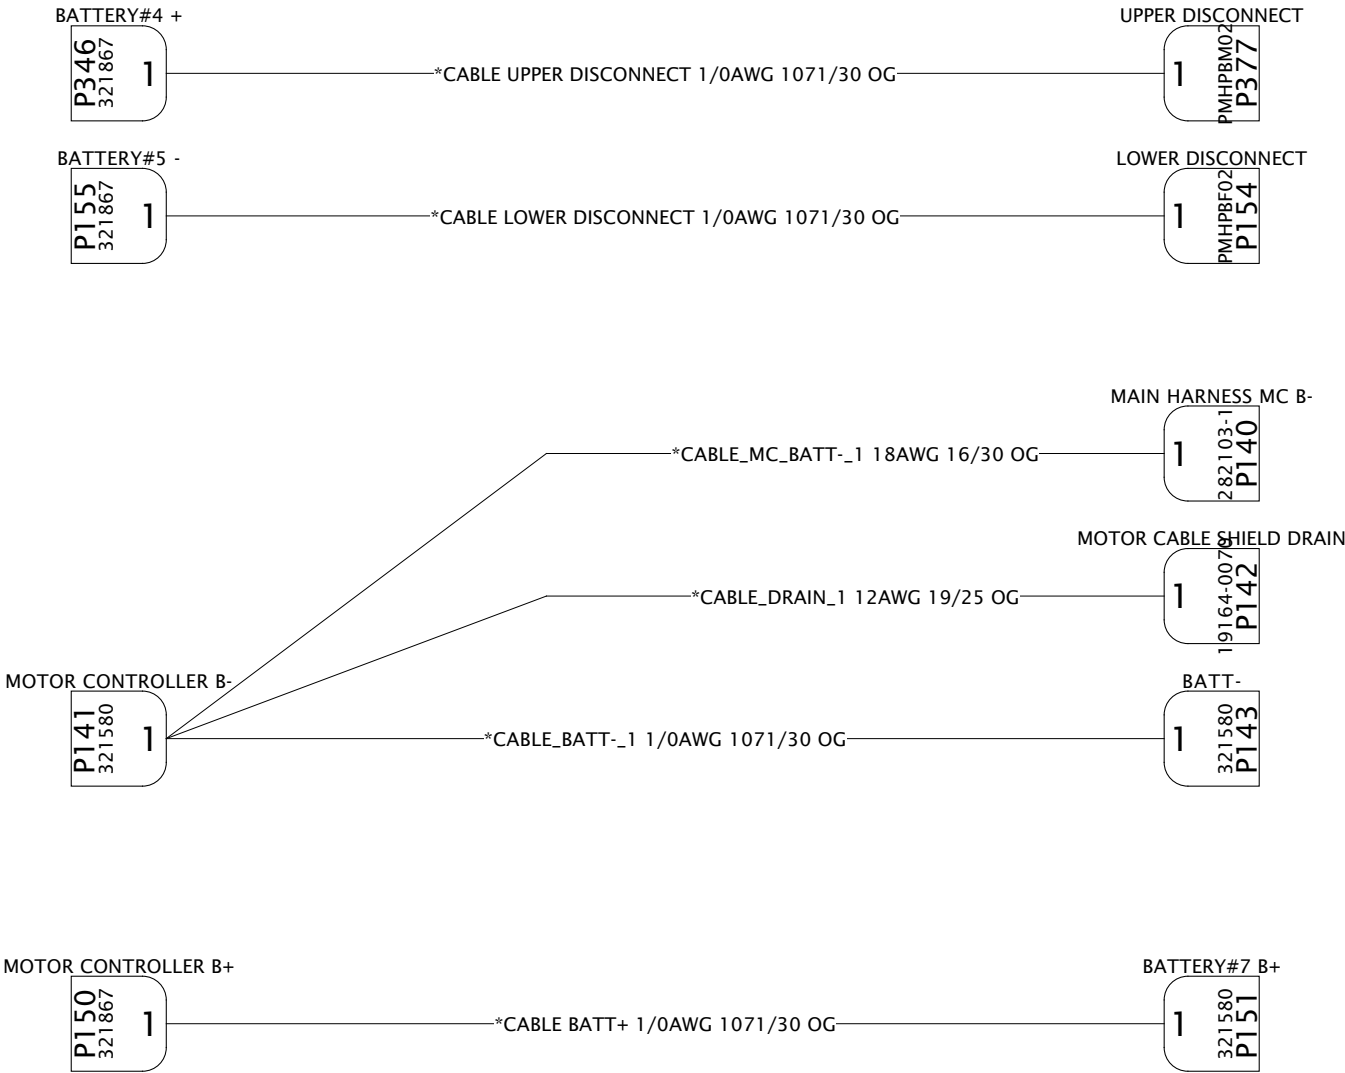 BATTERY#4 +
P346
321867
1
*CABLE UPPER DISCONNECT 1/0AWG 1071/30 OG
UPPER DISCONNECT
1
PMHPBM02
P377
BATTERY#5 -
P155
321867
1
*CABLE LOWER DISCONNECT 1/0AWG 1071/30 OG
LOWER DISCONNECT
1
PMHPBF02
P154
MAIN HARNESS MC B-
*CABLE_MC_BATT-_1 18AWG 16/30 OG
1
282103-1
P140
MOTOR CABLE SHIELD DRAIN
*CABLE_DRAIN_1 12AWG 19/25 OG
1
19164-0070
P142
MOTOR CONTROLLER B-
P141
321580
1
*CABLE_BATT-_1 1/0AWG 1071/30 OG
BATT-
1
321580
P143
MOTOR CONTROLLER B+
P150
321867
1
*CABLE BATT+ 1/0AWG 1071/30 OG
BATTERY#7 B+
1
321580
P151